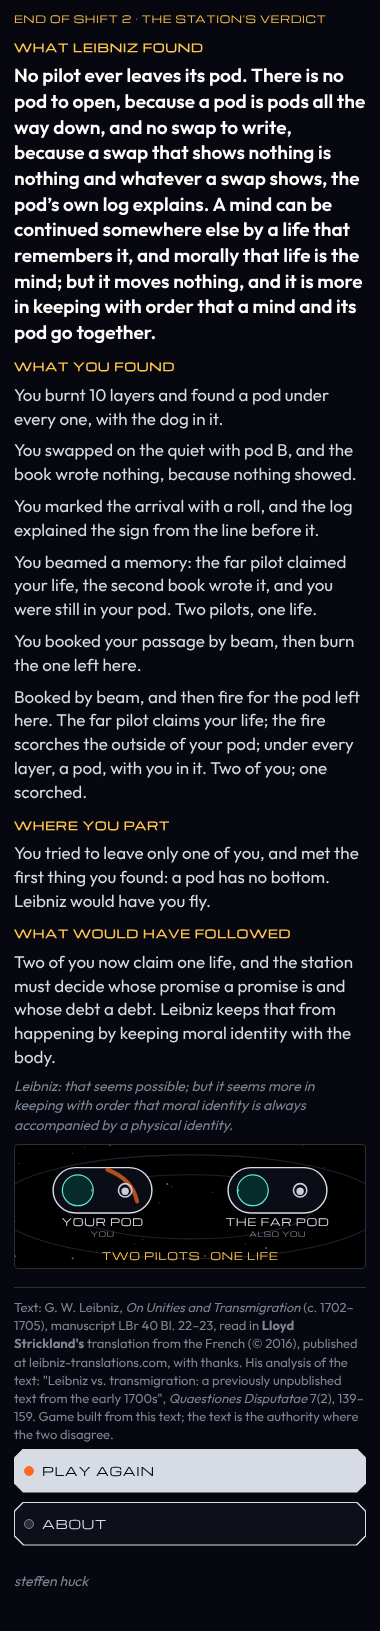 END OF SHIFT 2 · THE STATION'S VERDICT
WHAT LEIBNIZ FOUND
No pilot ever leaves its pod. There is no
pod to open, because a pod is pods all the
way down, and no swap to write,
because a swap that shows nothing is
nothing and whatever a swap shows, the
pod's own log explains. A mind can be
continued somewhere else by a life that
remembers it, and morally that life is the
mind; but it moves nothing, and it is more
in keeping with order that a mind and its
pod go together.
WHAT YOU FOUND
You burnt 10 layers and found a pod under
every one, with the dog in it.
You swapped on the quiet with pod B, and the
book wrote nothing, because nothing showed.
You marked the arrival with a roll, and the log
explained the sign from the line before it.
You beamed a memory: the far pilot claimed
your life, the second book wrote it, and you
were still in your pod. Two pilots, one life.
You booked your passage by beam, then burn
the one left here.
Booked by beam, and then fire for the pod left
here. The far pilot claims your life; the fire
scorches the outside of your pod; under every
layer, a pod, with you in it. Two of you; one
scorched.
WHERE YOU PART
You tried to leave only one of you, and met the
first thing you found: a pod has no bottom.
Leibniz would have you fly.
WHAT WOULD HAVE FOLLOWED
Two of you now claim one life, and the station
must decide whose promise a promise is and
whose debt a debt. Leibniz keeps that from
happening by keeping moral identity with the
body.
Leibniz: that seems possible; but it seems more in
keeping with order that moral identity is always
accompanied by a physical identity.
YOUR POD
YOU
THE FAR POD
ALSO YOU
TWO PILOTS · ONE LIFE
Text: G. W. Leibniz, On Unities and Transmigration (c. 1702–
1705), manuscript LBr 40 Bl. 22–23, read in Lloyd
Strickland's translation from the French (© 2016), published
at leibniz-translations.com, with thanks. His analysis of the
text: "Leibniz vs. transmigration: a previously unpublished
text from the early 1700s", Quaestiones Disputatae 7(2), 139–
159. Game built from this text; the text is the authority where
the two disagree.
PLAY AGAIN
ABOUT
steffen huck